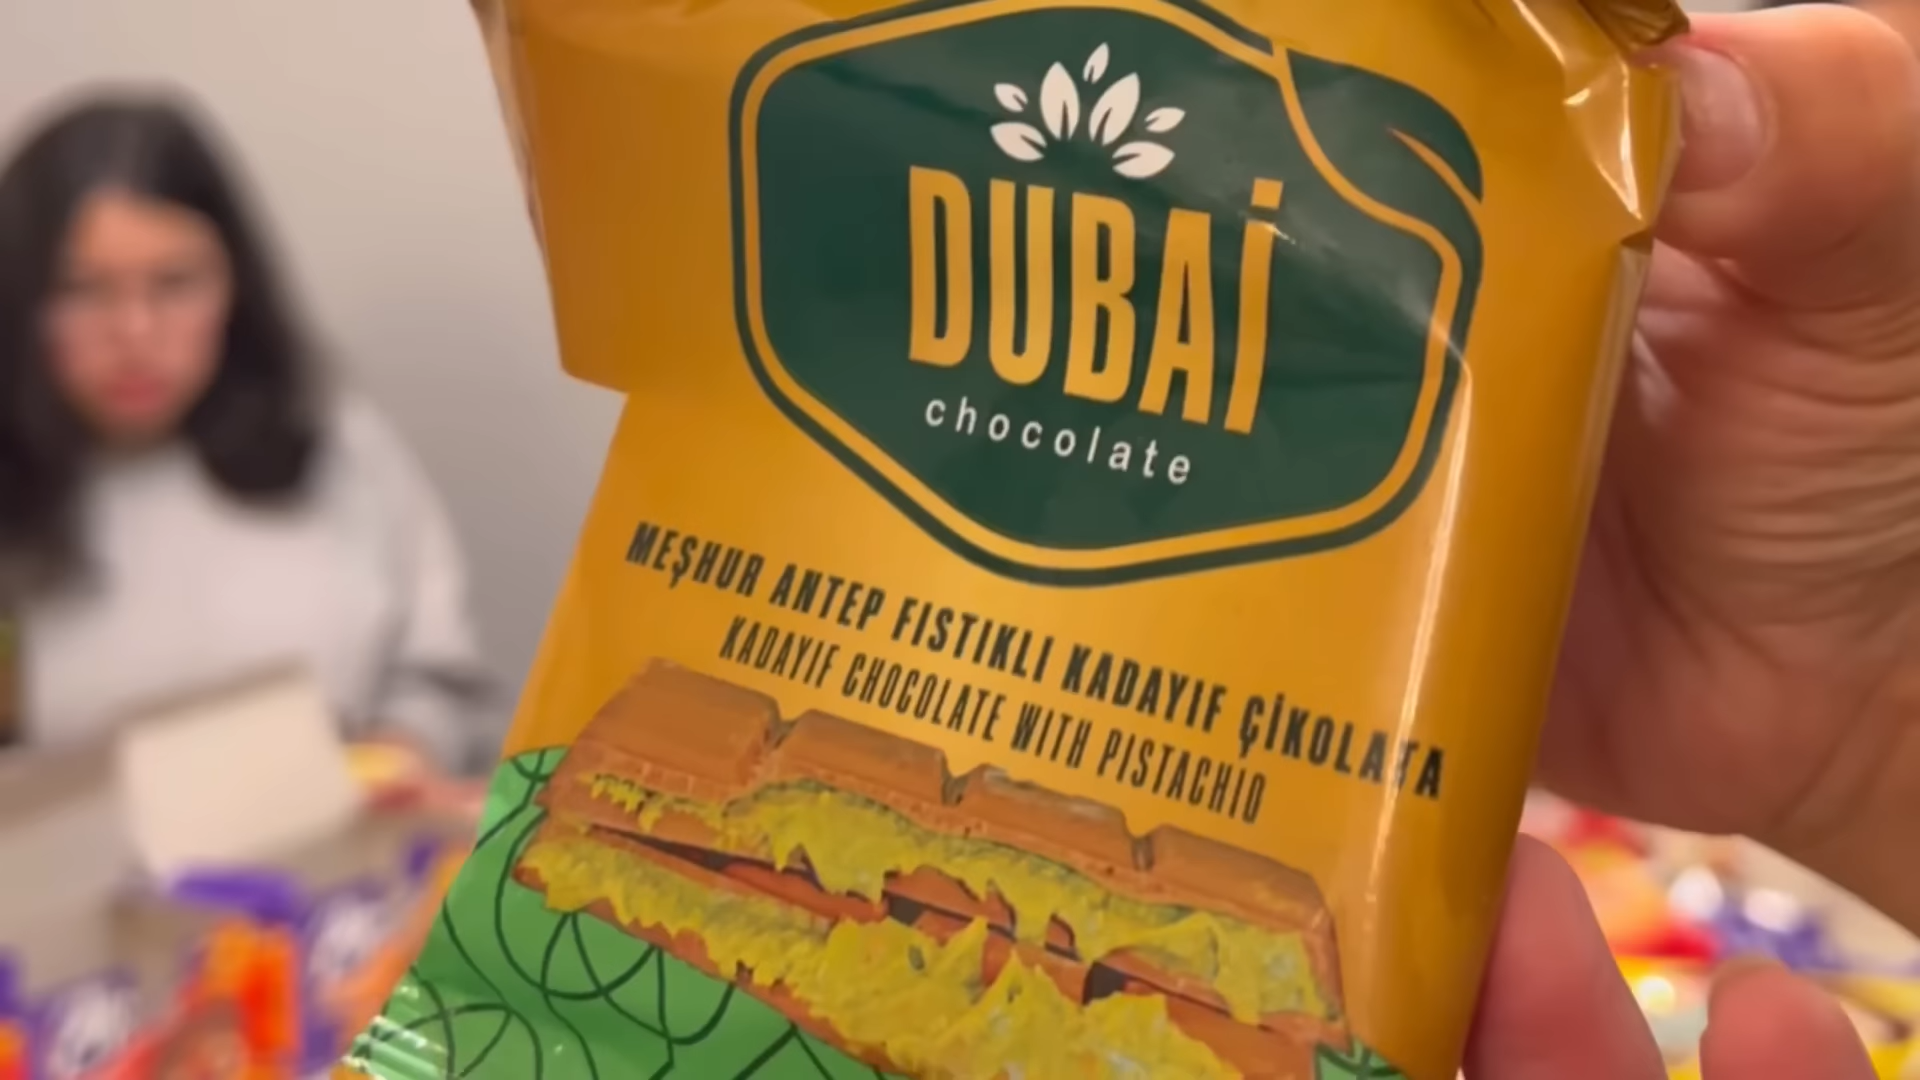 DUBAİ
chocolate
MEŞHUR ANTEP FISTIKLI KADAYIF ÇİKOLATA
KADAYIF CHOCOLATE WITH PISTACHIO